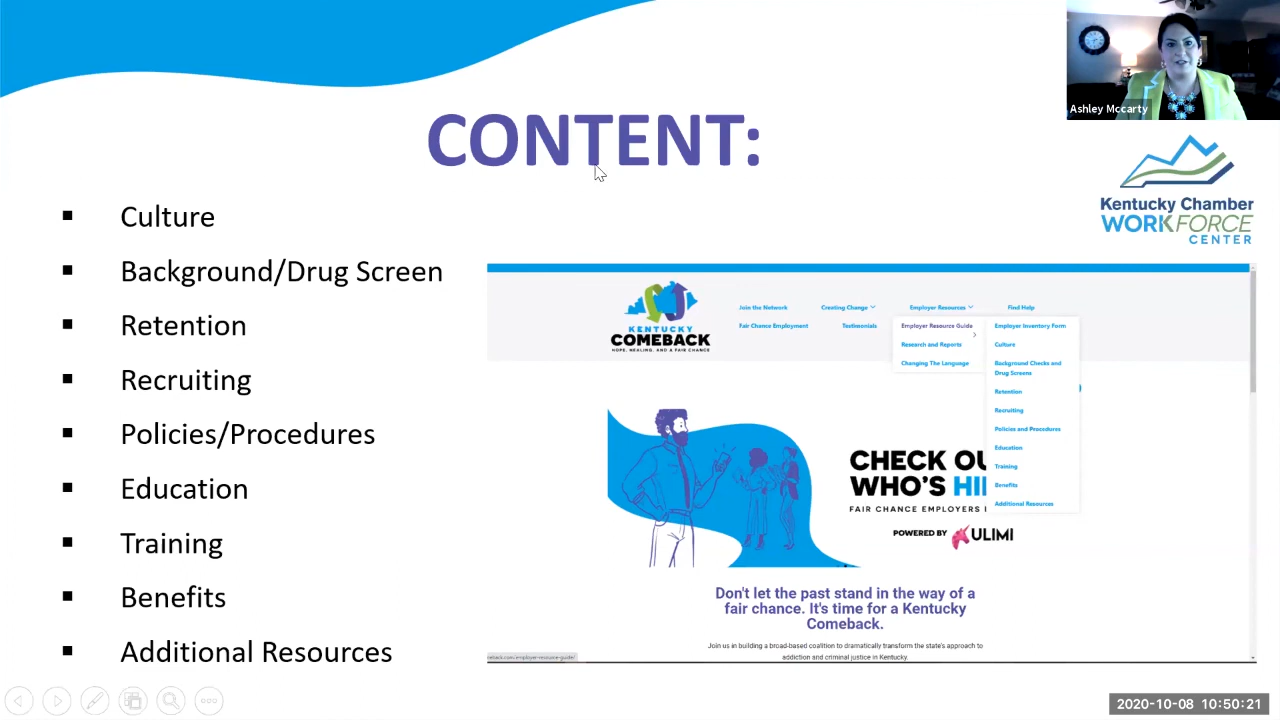 CONTENT:
Ashley Mccarty
Kentucky Chamber
WORKFORCE
CENTER
▪ Culture
▪ Background/Drug Screen
▪ Retention
▪ Recruiting
▪ Policies/Procedures
▪ Education
▪ Training
▪ Benefits
▪ Additional Resources
KENTUCKY
COMEBACK
HOPE, HEALING, AND A FAIR CHANCE
Join the Network
Creating Change
Employer Resources
Find Help
Fair Chance Employment
Testimonials
Employer Resource Guide
Research and Reports
Changing The Language
Employer Inventory Form
Culture
Background Checks and
Drug Screens
Retention
Recruiting
Policies and Procedures
Education
Training
Benefits
Additional Resources
CHECK OU
WHO'S HI
FAIR CHANCE EMPLOYERS
POWERED BY ULIMI
Don't let the past stand in the way of a
fair chance. It's time for a Kentucky
Comeback.
Join us in building a broad-based coalition to dramatically transform the state's approach to
addiction and criminal justice in Kentucky.
eback.com/employer-resource-guide/
2020-10-08 10:50:21